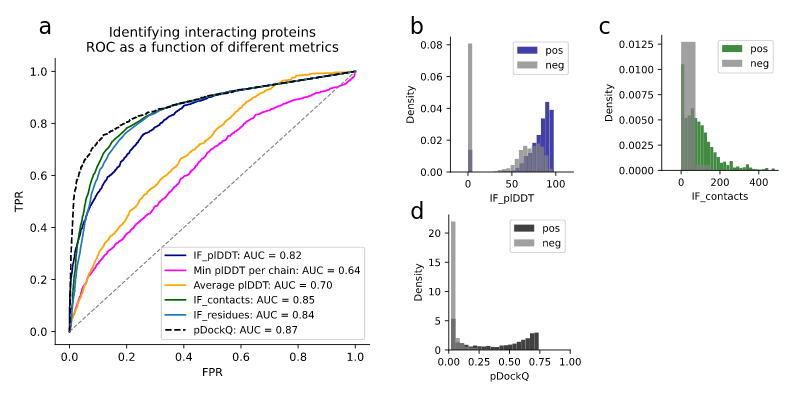 a
Identifying interacting proteins
ROC as a function of different metrics
1.0
0.8
0.6
0.4
0.2
0.0
TPR
0.0 0.2 0.4 0.6 0.8 1.0
FPR
IF_plDDT: AUC = 0.82
Min plDDT per chain: AUC = 0.64
Average plDDT: AUC = 0.70
IF_contacts: AUC = 0.85
IF_residues: AUC = 0.84
pDockQ: AUC = 0.87
b
0.08
0.06
0.04
0.02
0.00
Density
pos
neg
0 50 100
IF_plDDT
c
0.0125
0.0100
0.0075
0.0050
0.0025
0.0000
Density
pos
neg
0 200 400
IF_contacts
d
20
15
10
5
0
Density
pos
neg
0.00 0.25 0.50 0.75 1.00
pDockQ